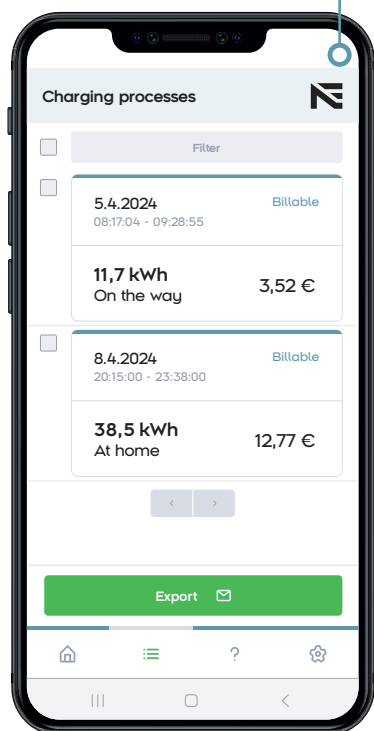 Charging processes
Filter
5.4.2024 Billable
08:17:04 - 09:28:55
11,7 kWh
On the way 3,52 €
8.4.2024 Billable
20:15:00 - 23:38:00
38,5 kWh
At home 12,77 €
Export